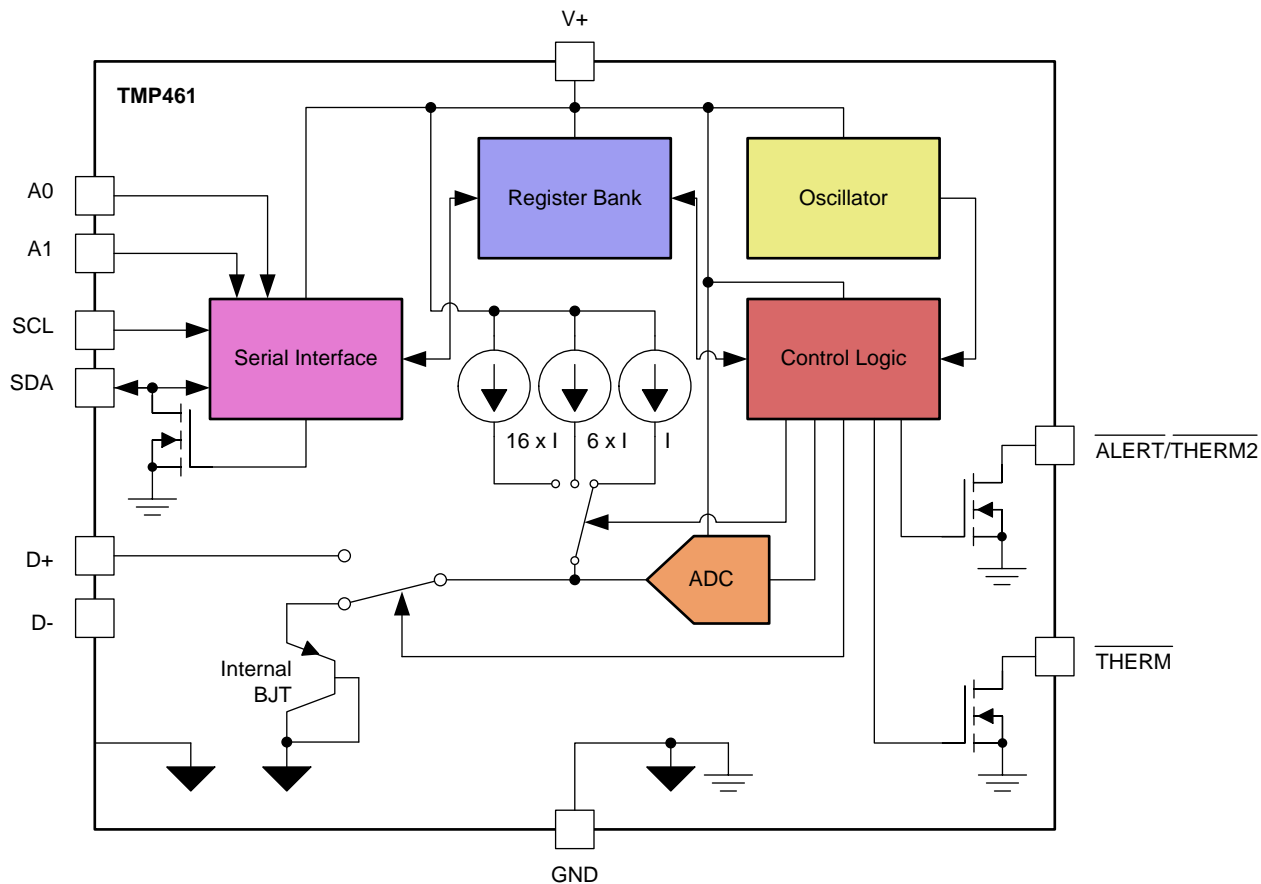 V+
TMP461
A0
Register Bank
Oscillator
A1
SCL
Serial Interface
Control Logic
SDA
16 x I
6 x I
I
ALERT/THERM2
D+
ADC
D-
Internal
BJT
THERM
GND